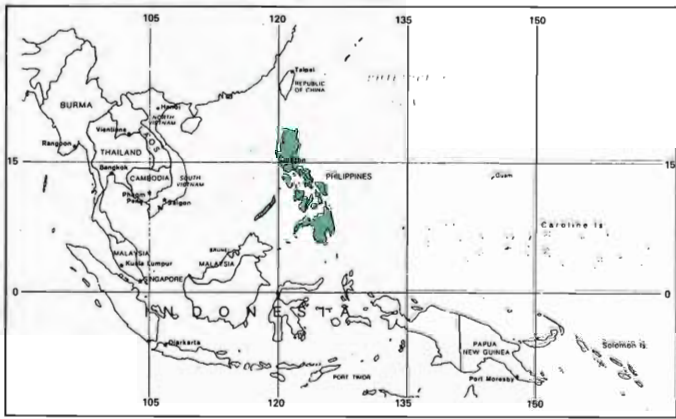 105 120 135 150
Taipei
REPUBLIC
OF CHINA
BURMA
Hanoi
NORTH
VIETNAM
LAOS
Vientiane
Rangoon
THAILAND
15 15
Bangkok
CAMBODIA
SOUTH
VIETNAM
PHILIPPINES
Guam
Phnom
Penh
Saigon
Caroline Is.
MALAYSIA
BRUNEI
MALAYSIA
Kuala Lumpur
SINGAPORE
0 0
INDONESIA
PAPUA
NEW GUINEA
Solomon Is.
Djarkarta
PORT TIMOR
Port Moresby
105 120 135 150